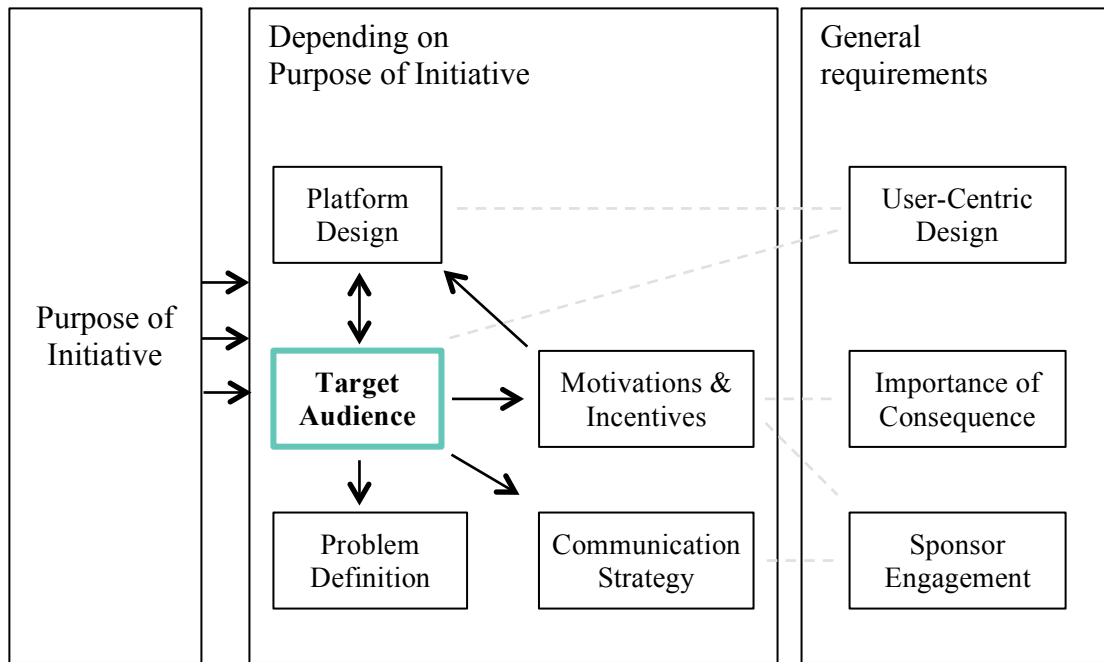 Purpose of
Initiative
Depending on
Purpose of Initiative
Platform
Design
Target
Audience
Motivations &
Incentives
Problem
Definition
Communication
Strategy
General
requirements
User-Centric
Design
Importance of
Consequence
Sponsor
Engagement